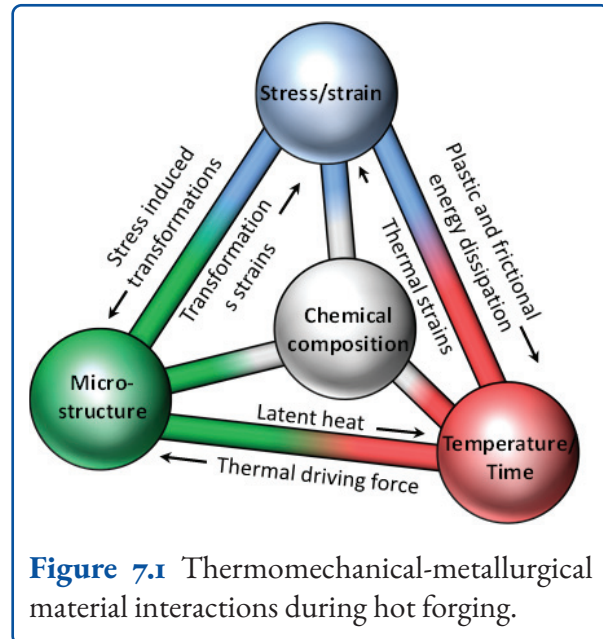 Stress/strain
Stress induced
transformations
Transformation
s strains
Thermal strains
Plastic and frictional
energy dissipation
Chemical
composition
Micro-
structure
Latent heat
Thermal driving force
Temperature/
Time
Figure 7.1 Thermomechanical-metallurgical
material interactions during hot forging.